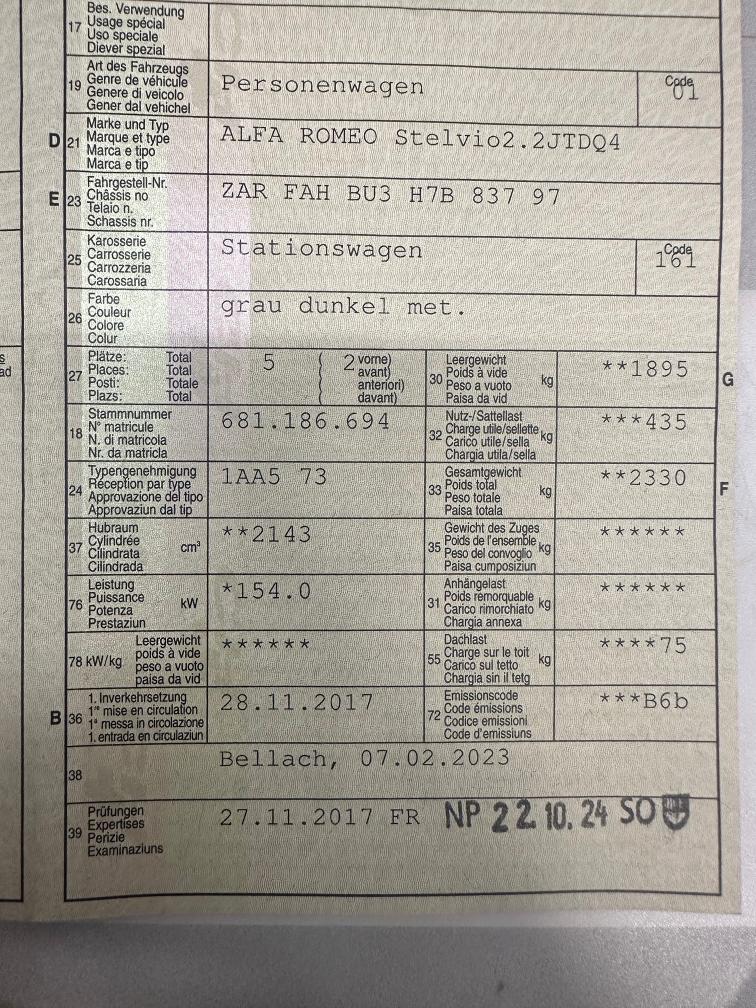 17 Bes. Verwendung
Usage spécial
Uso speciale
Diever spezial
19 Art des Fahrzeugs
Genre de véhicule
Genere di veicolo
Gener dal vehichel
Personenwagen
Code
01
D 21 Marke und Typ
Marque et type
Marca e tipo
Marca e tip
ALFA ROMEO Stelvio2.2JTDQ4
E 23 Fahrgestell-Nr.
Châssis no
Telaio n.
Schassis nr.
ZAR FAH BU3 H7B 837 97
25 Karosserie
Carrosserie
Carrozzeria
Carossaria
Stationswagen
Code
161
26 Farbe
Couleur
Colore
Colur
grau dunkel met.
27 Plätze: Total
Places: Total
Posti: Totale
Plazs: Total
5 ( 2 vorne)
( avant)
( anteriori)
( davant)
30 Leergewicht
Poids à vide
Peso a vuoto
Paisa da vid
kg
**1895
G
18 Stammnummer
N° matricule
N. di matricola
Nr. da matricla
681.186.694
32 Nutz-/Sattellast
Charge utile/sellette
Carico utile/sella
Chargia utila/sella
kg
***435
24 Typengenehmigung
Réception par type
Approvazione del tipo
Approvaziun dal tip
1AA5 73
33 Gesamtgewicht
Poids total
Peso totale
Paisa totala
kg
**2330
F
37 Hubraum
Cylindrée
Cilindrata
Cilindrada
cm³
**2143
35 Gewicht des Zuges
Poids de l'ensemble
Peso del convoglio
Paisa cumposiziun
kg
******
76 Leistung
Puissance
Potenza
Prestaziun
kW
*154.0
31 Anhängelast
Poids remorquable
Carico rimorchiato
Chargia annexa
kg
******
78 kW/kg Leergewicht
poids à vide
peso a vuoto
paisa da vid
******
55 Dachlast
Charge sur le toit
Carico sul tetto
Chargia sin il tetg
kg
****75
B 36 1. Inverkehrsetzung
1re mise en circulation
1a messa in circolazione
1. entrada en circulaziun
28.11.2017
72 Emissionscode
Code émissions
Codice emissioni
Code d'emissiuns
***B6b
38 Bellach, 07.02.2023
39 Prüfungen
Expertises
Perizie
Examinaziuns
27.11.2017 FR NP 22.10.24 SO